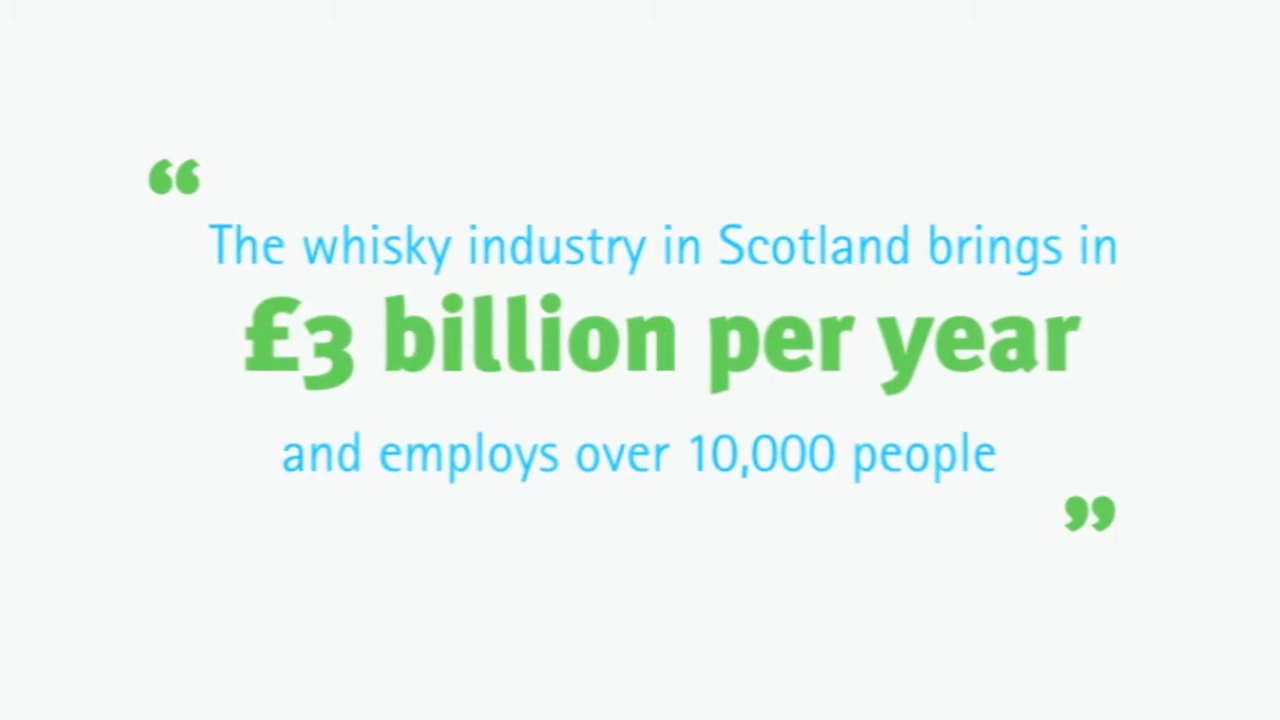 “
The whisky industry in Scotland brings in
£3 billion per year
and employs over 10,000 people
”